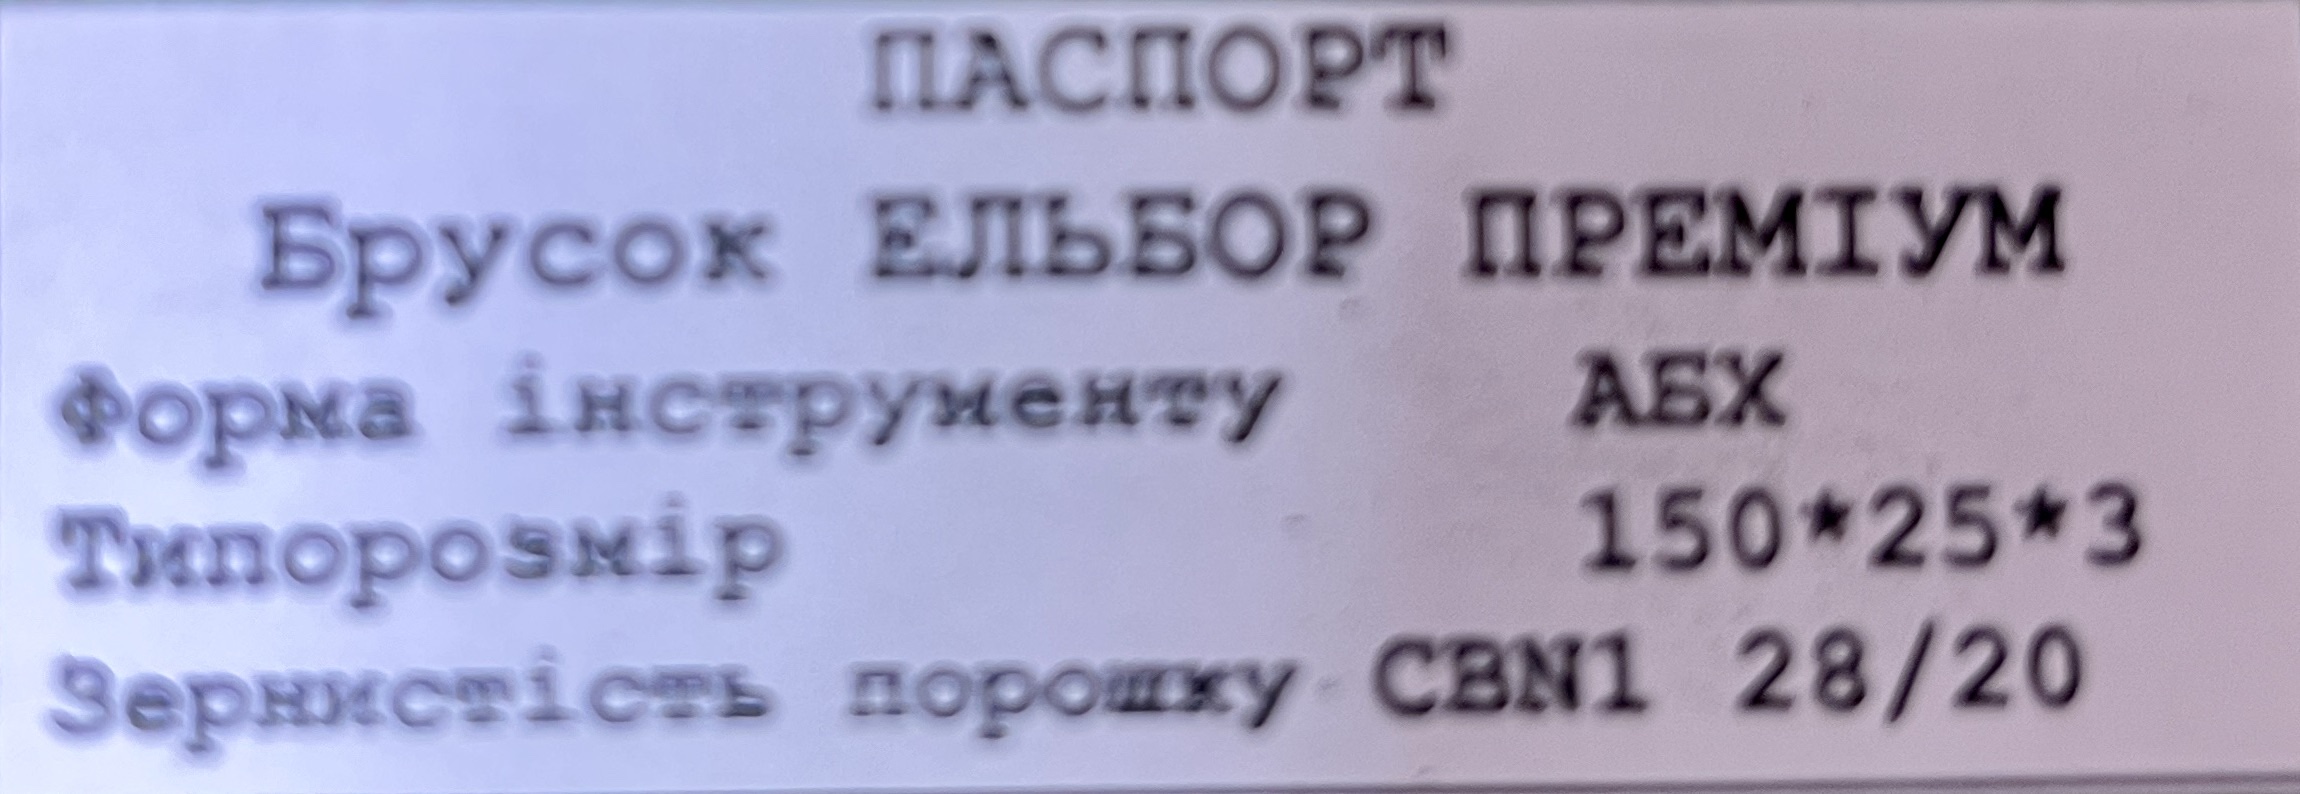 ПАСПОРТ
Брусок ЕЛЬБОР ПРЕМІУМ
Форма інструменту АБХ
Типорозмір 150*25*3
Зернистість порошку CBN1 28/20